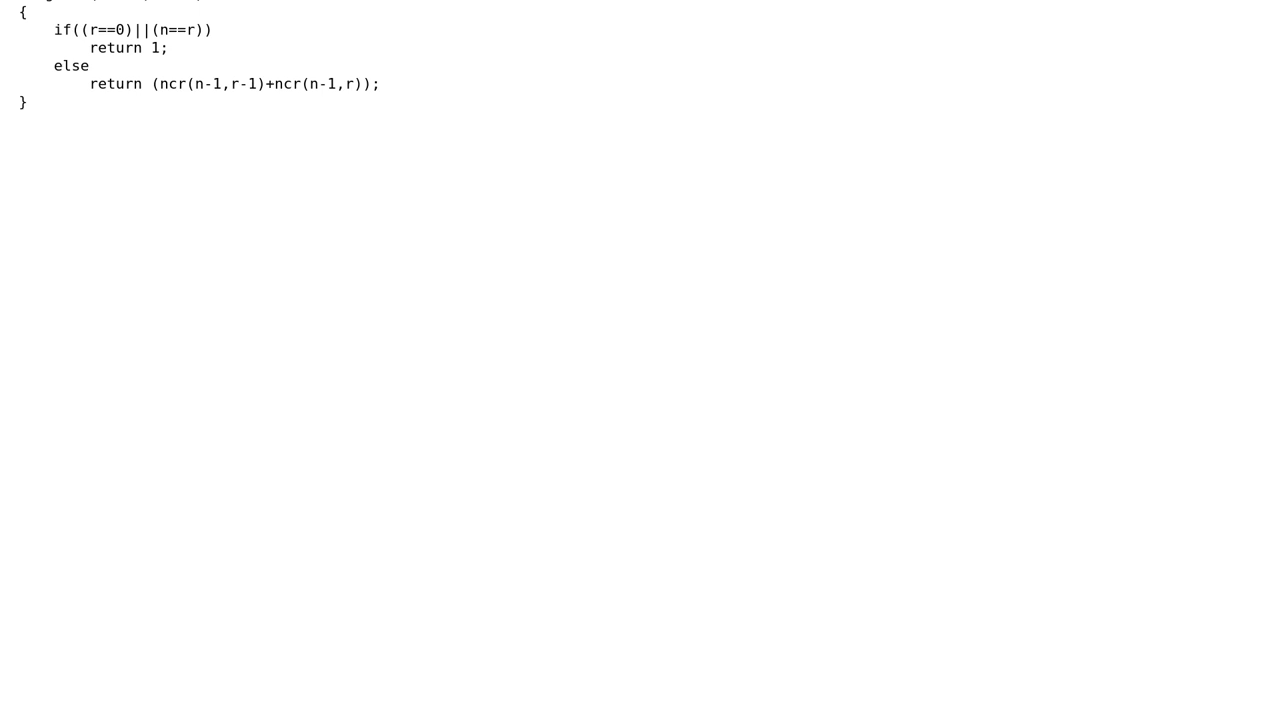 {
    if((r==0)||(n==r))
        return 1;
    else
        return (ncr(n-1,r-1)+ncr(n-1,r));
}